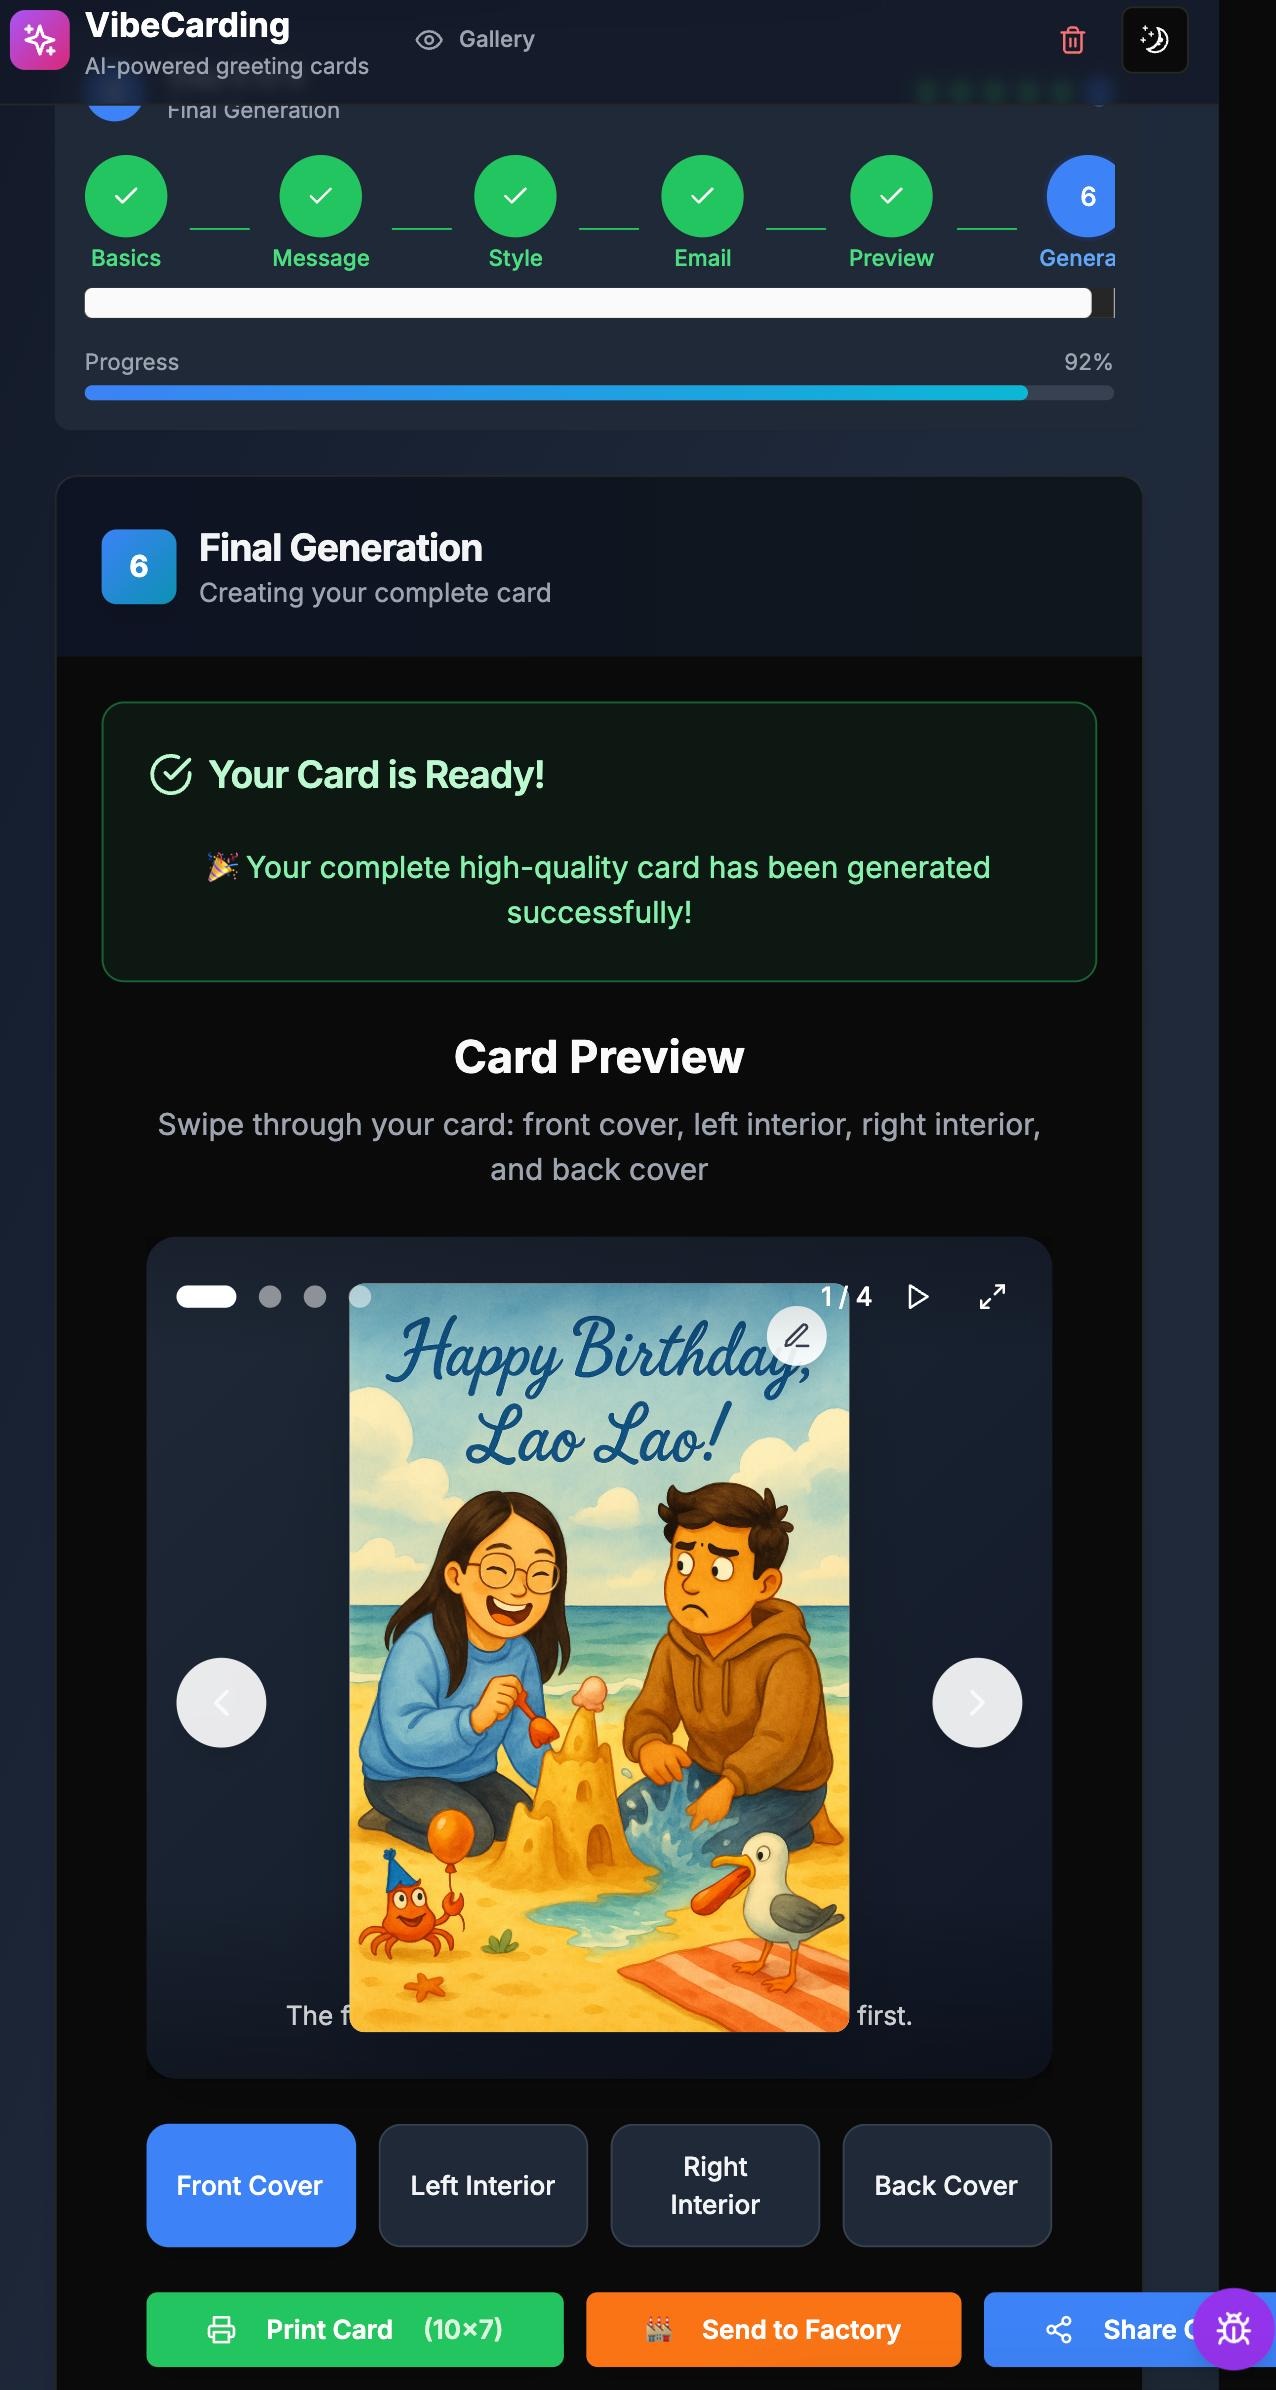 VibeCarding
AI-powered greeting cards
Gallery
Final Generation
6
Basics
Message
Style
Email
Preview
Genera
Progress
92%
6
Final Generation
Creating your complete card
Your Card is Ready!
🎉 Your complete high-quality card has been generated
successfully!
Card Preview
Swipe through your card: front cover, left interior, right interior,
and back cover
1 / 4
Happy Birthday,
Lao Lao!
The f
first.
Front Cover
Left Interior
Right
Interior
Back Cover
Print Card (10×7)
Send to Factory
Share